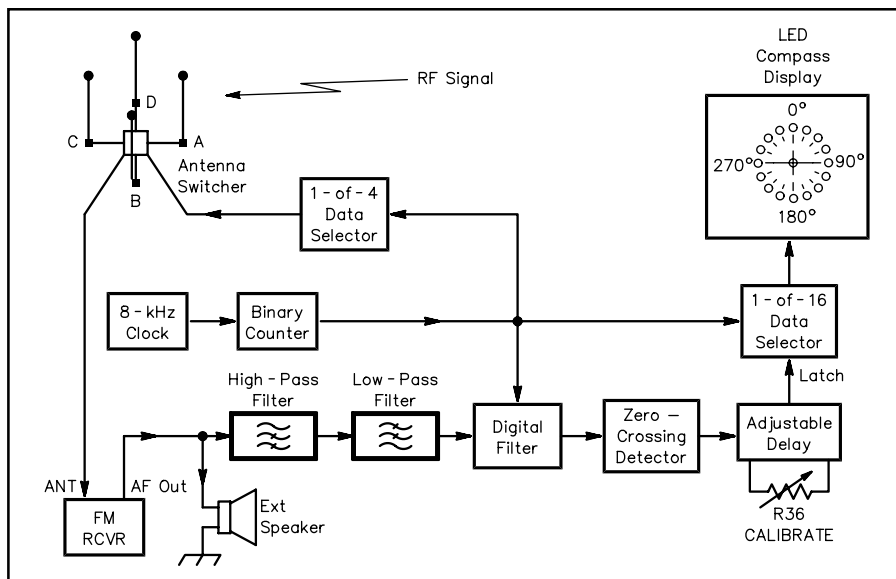 LED
Compass
Display
D
RF Signal
C
A
B
Antenna
Switcher
0°
270°
90°
180°
1-of-4
Data
Selector
8-kHz
Clock
Binary
Counter
1-of-16
Data
Selector
Latch
High-Pass
Filter
Low-Pass
Filter
Digital
Filter
Zero-
Crossing
Detector
Adjustable
Delay
ANT
AF Out
FM
RCVR
Ext
Speaker
R36
CALIBRATE